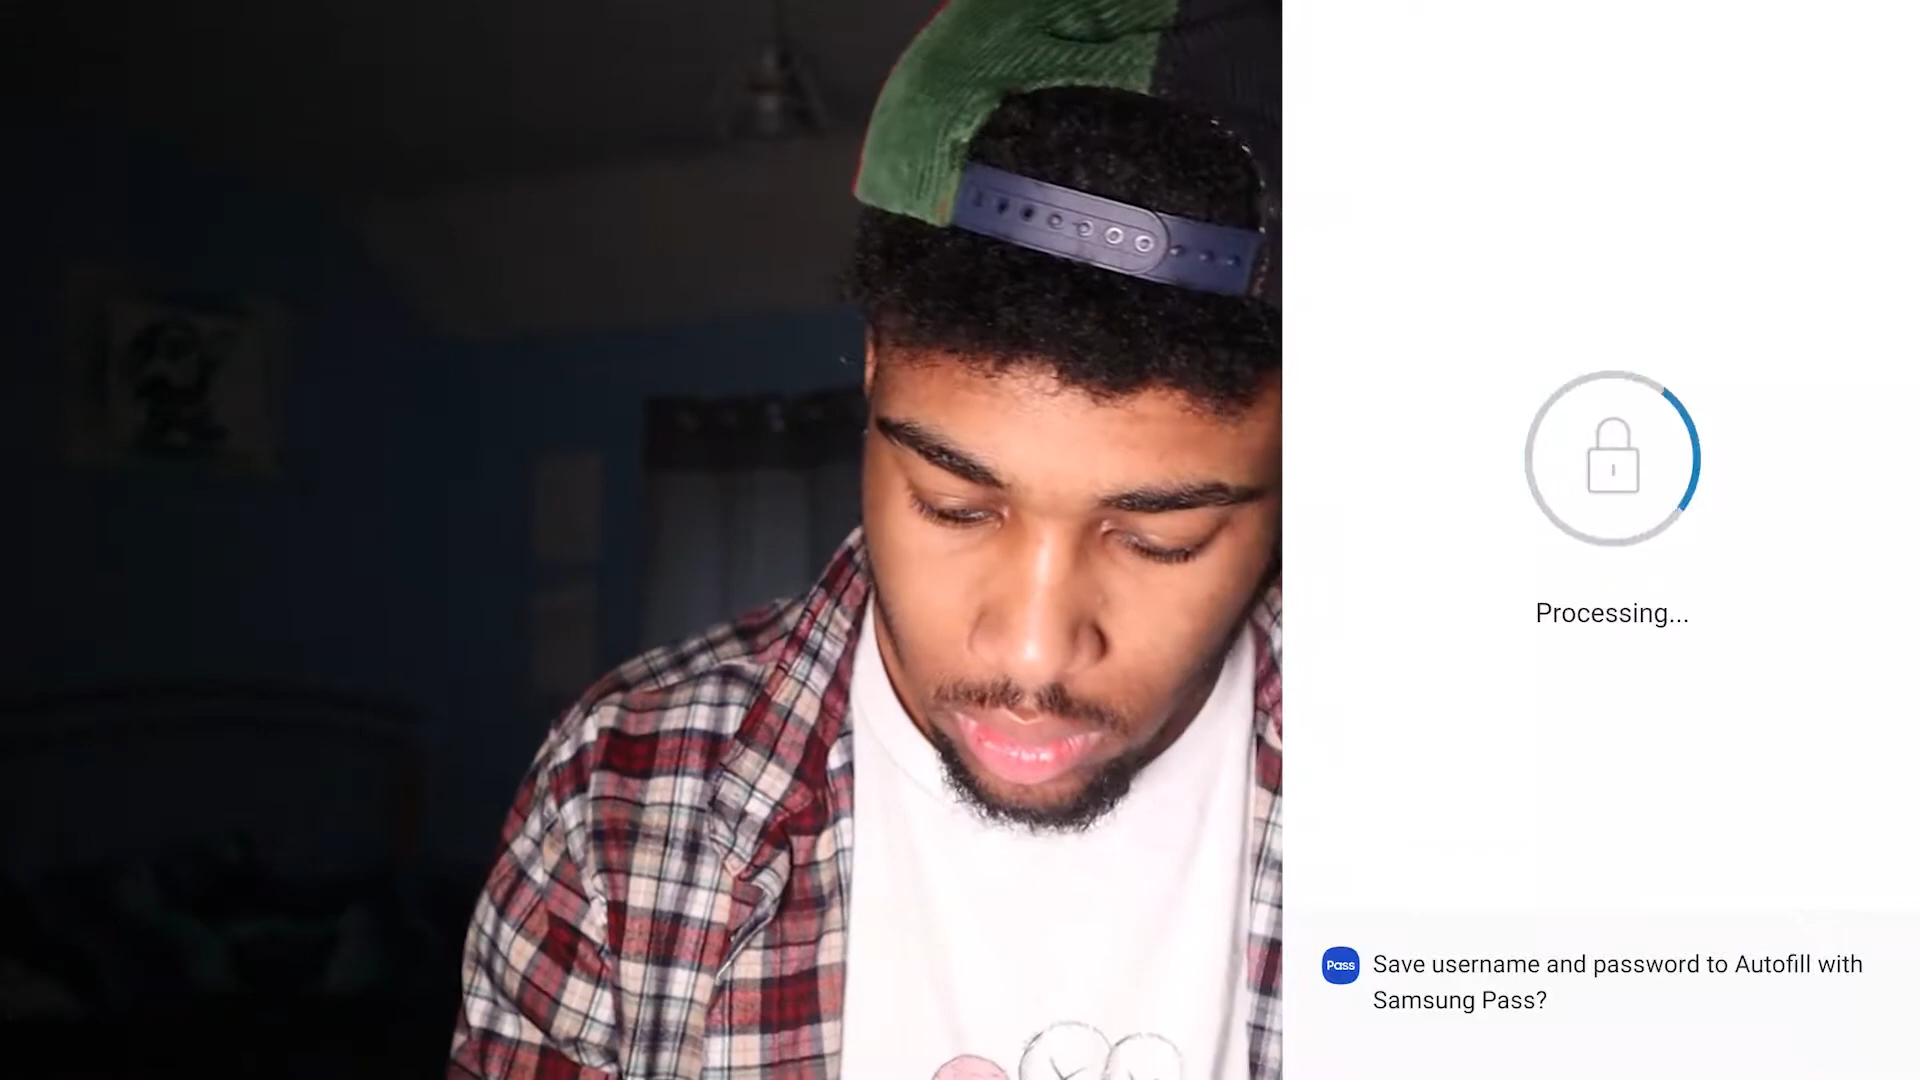 Processing...
Pass
Save username and password to Autofill with
Samsung Pass?